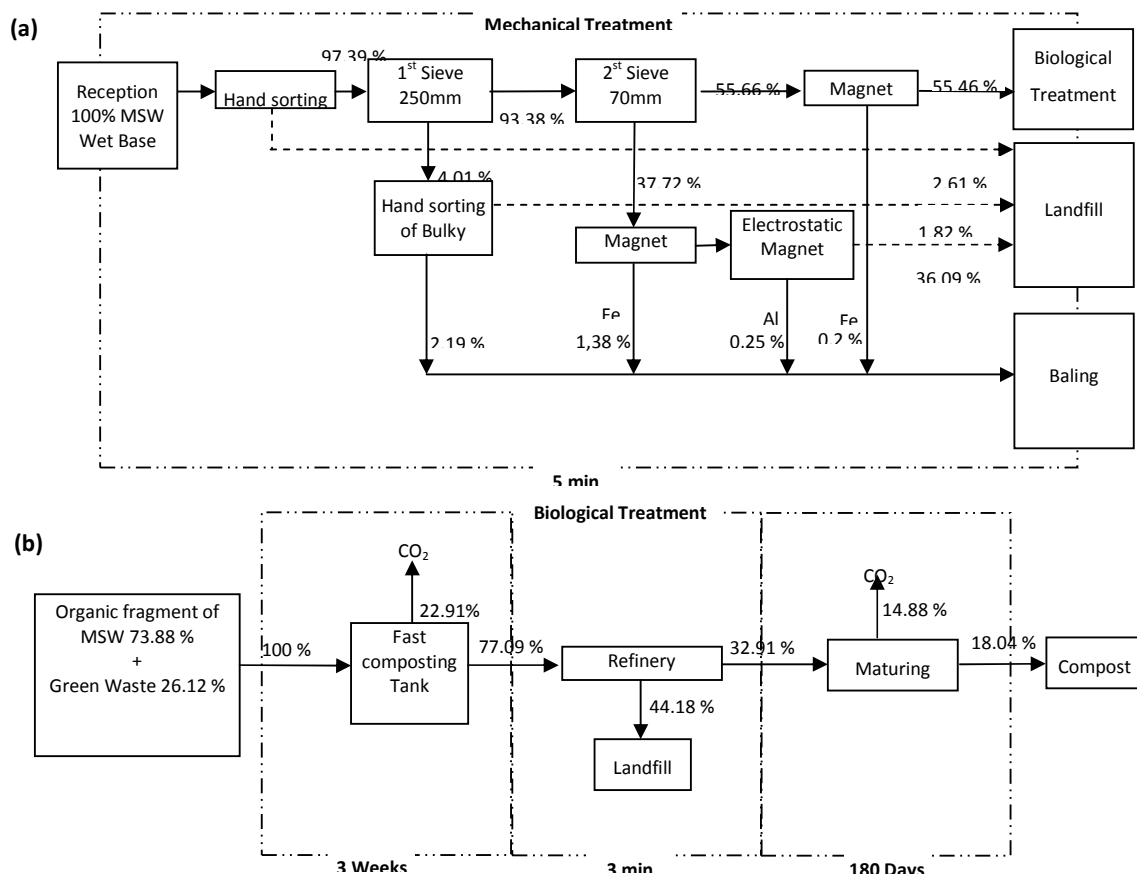 (a)
Mechanical Treatment
Reception
100% MSW
Wet Base
Hand sorting
97.39 %
1st Sieve
250mm
93.38 %
2st Sieve
70mm
55.66 %
Magnet
55.46 %
Biological
Treatment
4.01 %
37.72 %
2.61 %
Hand sorting
of Bulky
Magnet
Electrostatic
Magnet
1.82 %
36.09 %
Landfill
2.19 %
Fe
1,38 %
Al
0.25 %
Fe
0.2 %
Baling
5 min
(b)
Biological Treatment
Organic fragment of
MSW 73.88 %
+
Green Waste 26.12 %
100 %
CO2
22.91%
Fast
composting
Tank
77.09 %
Refinery
44.18 %
Landfill
32.91 %
CO2
14.88 %
Maturing
18.04 %
Compost
3 Weeks
3 min
180 Days